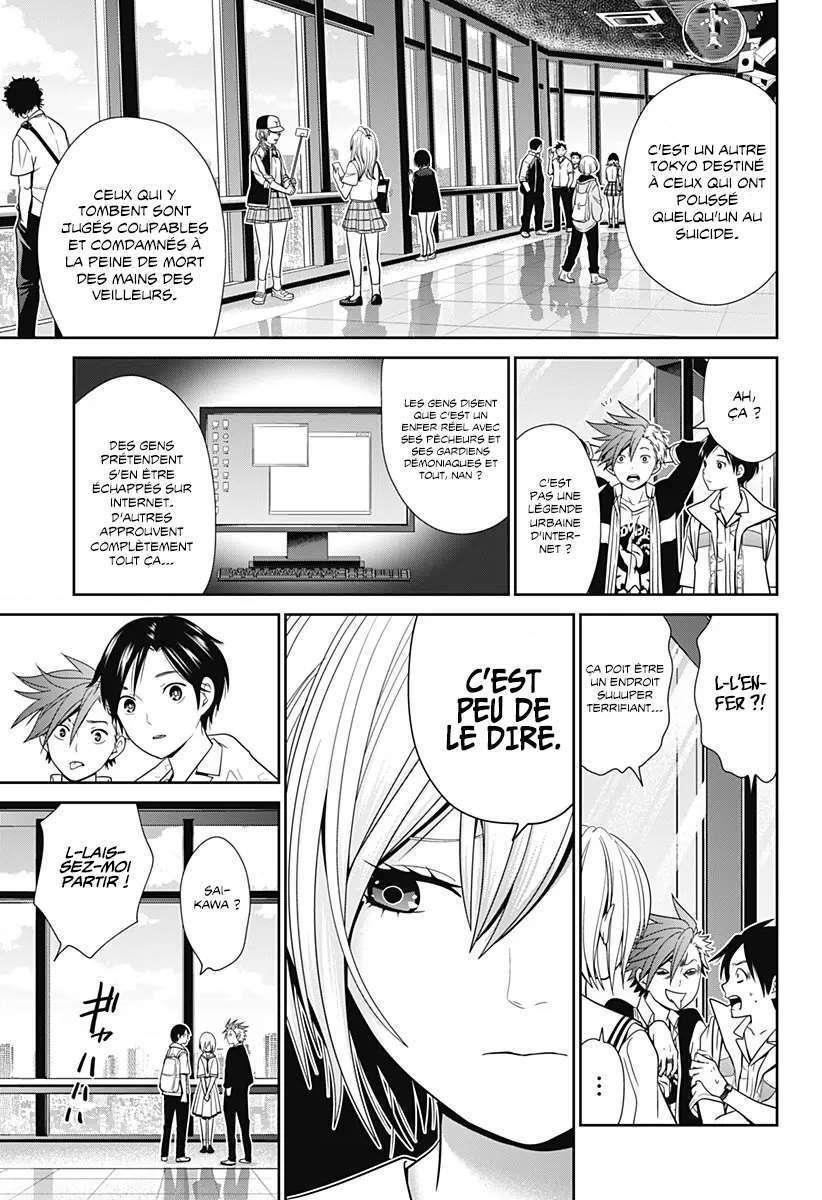 C'EST UN AUTRE
TOKYO DESTINÉ
À CEUX QUI ONT
POUSSÉ
QUELQU'UN AU
SUICIDE.
CEUX QUI Y
TOMBENT SONT
JUGÉS COUPABLES
ET COMDAMNÉS À
LA PEINE DE MORT
DES MAINS DES
VEILLEURS.
AH,
ÇA ?
C'EST
PAS UNE
LÉGENDE
URBAINE
D'INTER-
NET ?
LES GENS DISENT
QUE C'EST UN
ENFER RÉEL AVEC
SES PÊCHEURS ET
SES GARDIENS
DÉMONIAQUES ET
TOUT, NAN ?
DES GENS
PRÉTENDENT
S'EN ÊTRE
ÉCHAPPÉS SUR
INTERNET.
D'AUTRES
APPROUVENT
COMPLÈTEMENT
TOUT ÇA...
L-L'EN-
FER ?!
ÇA DOIT ÊTRE
UN ENDROIT
SUUUPER
TERRIFIANT...
...
C'EST
PEU DE
LE DIRE.
SAI-
KAWA ?
L-LAIS-
SEZ-MOI
PARTIR !